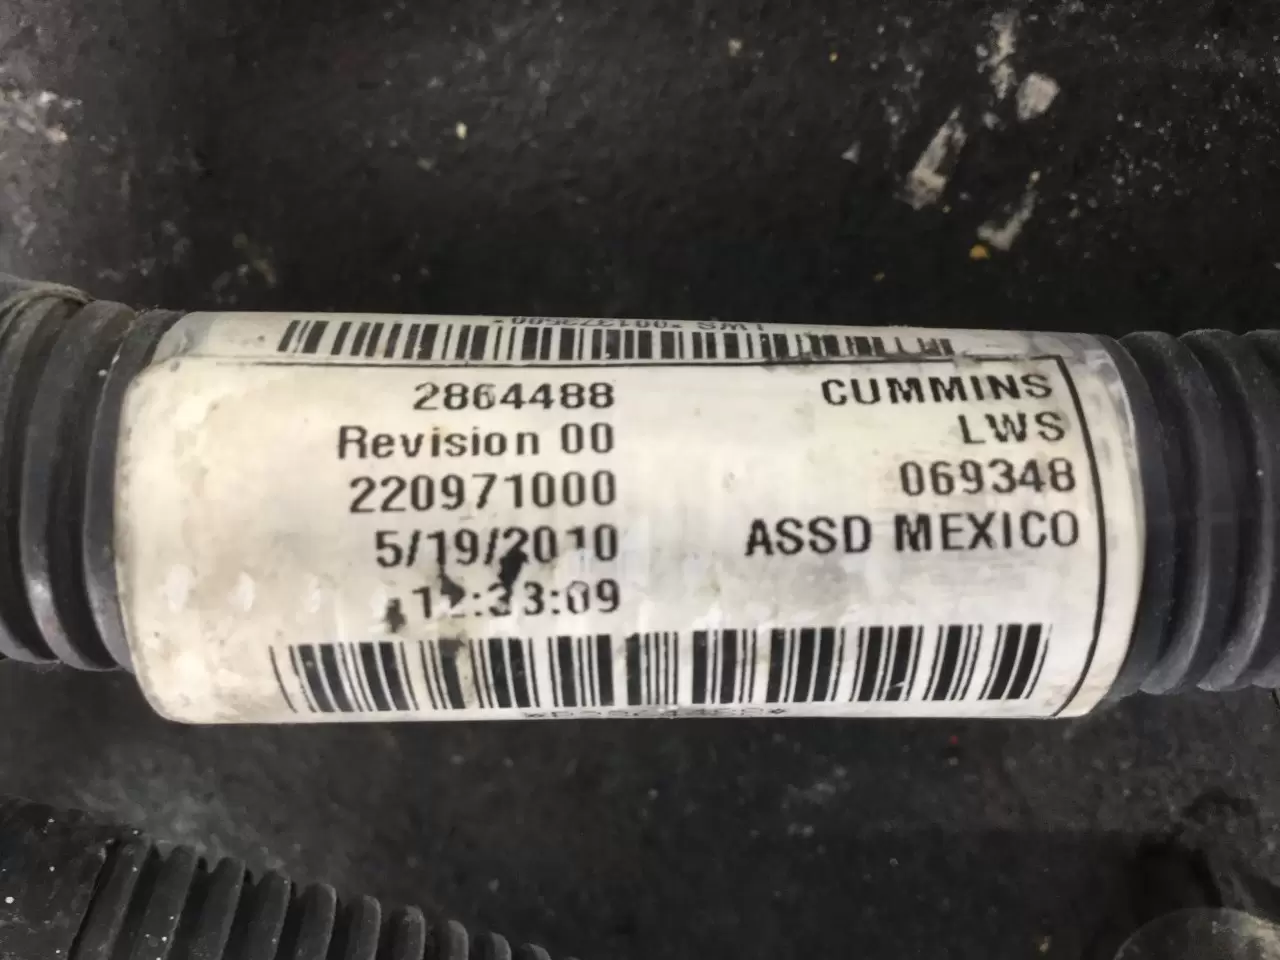 2864488
Revision 00
220971000
5/19/2010
12:33:09
CUMMINS
LWS
069348
ASSD MEXICO